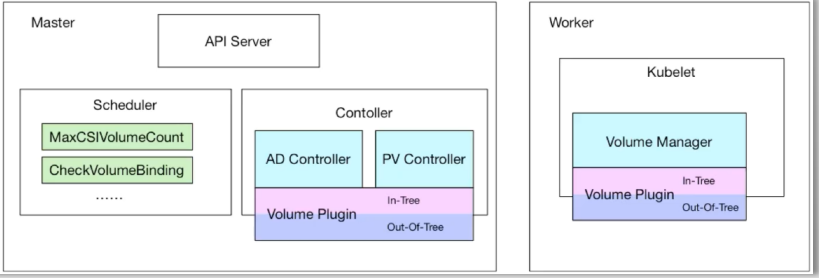 Master
API Server
Scheduler
MaxCSIVolumeCount
CheckVolumeBinding
......
Contoller
AD Controller
PV Controller
Volume Plugin
In-Tree
Out-Of-Tree
Worker
Kubelet
Volume Manager
Volume Plugin
In-Tree
Out-Of-Tree